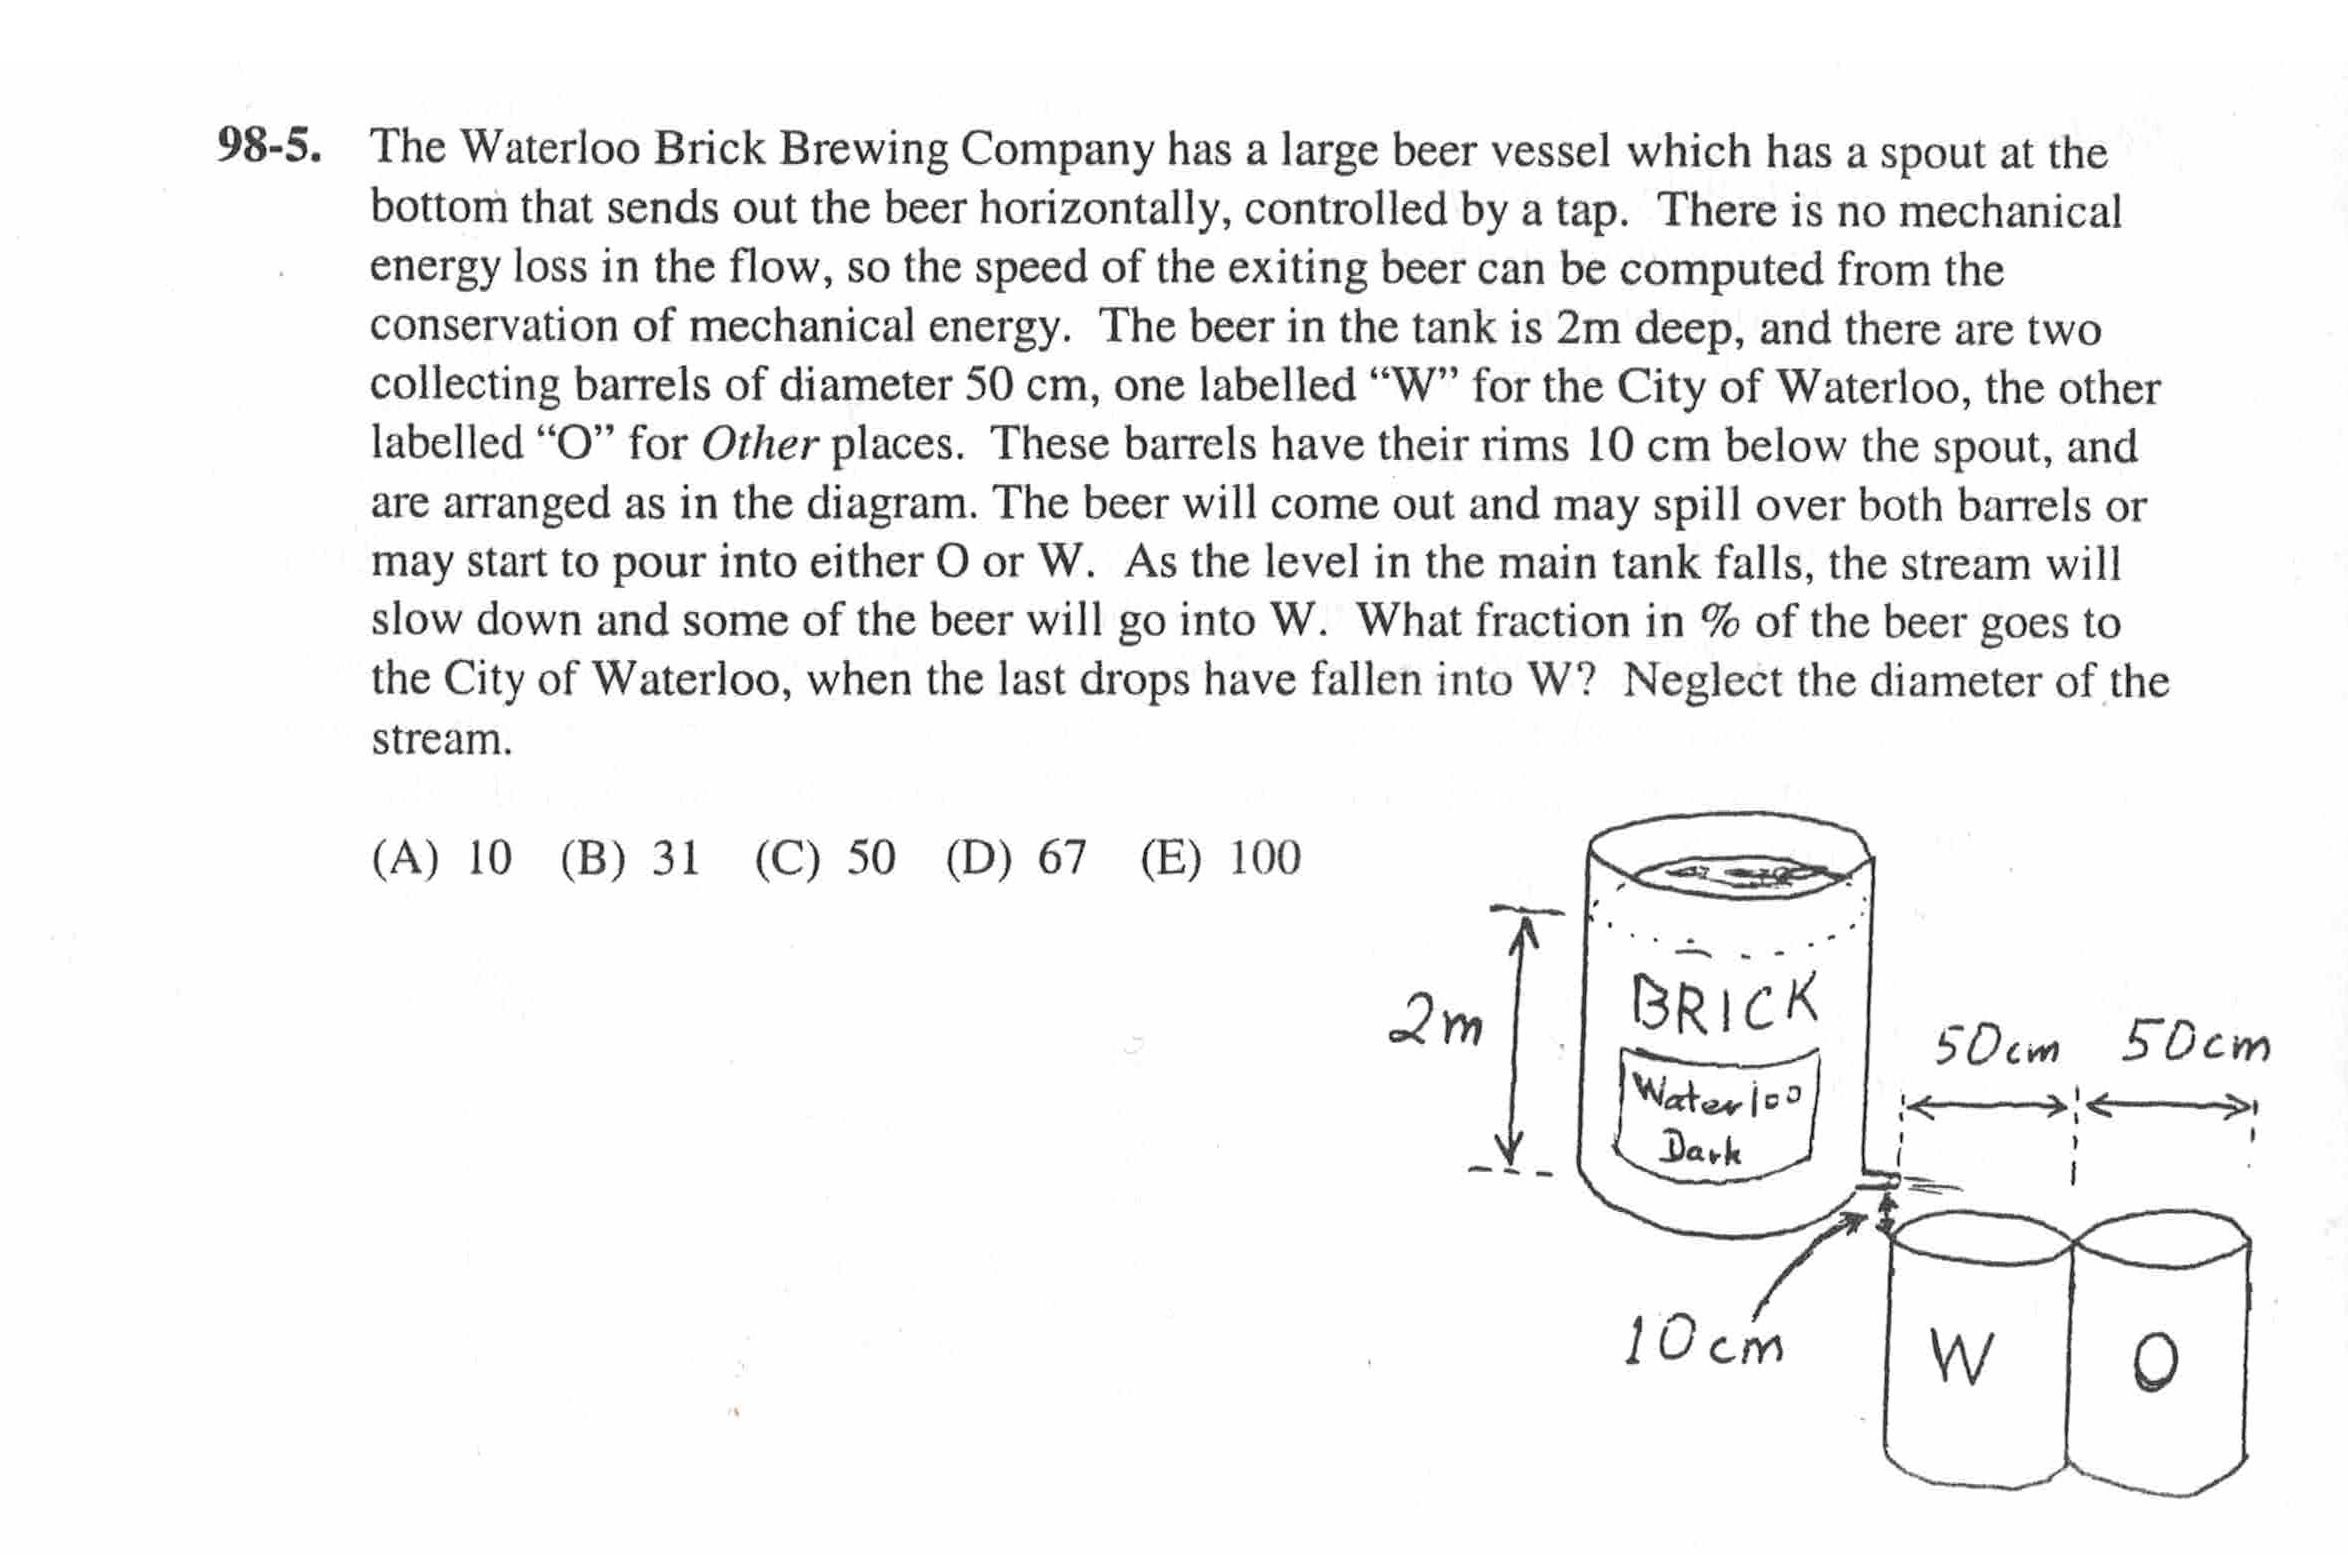 98-5. The Waterloo Brick Brewing Company has a large beer vessel which has a spout at the
bottom that sends out the beer horizontally, controlled by a tap. There is no mechanical
energy loss in the flow, so the speed of the exiting beer can be computed from the
conservation of mechanical energy. The beer in the tank is 2m deep, and there are two
collecting barrels of diameter 50 cm, one labelled “W” for the City of Waterloo, the other
labelled “O” for Other places. These barrels have their rims 10 cm below the spout, and
are arranged as in the diagram. The beer will come out and may spill over both barrels or
may start to pour into either O or W. As the level in the main tank falls, the stream will
slow down and some of the beer will go into W. What fraction in % of the beer goes to
the City of Waterloo, when the last drops have fallen into W? Neglect the diameter of the
stream.
(A) 10 (B) 31 (C) 50 (D) 67 (E) 100
2m
BRICK
Waterloo
Dark
50cm 50cm
10cm
W O